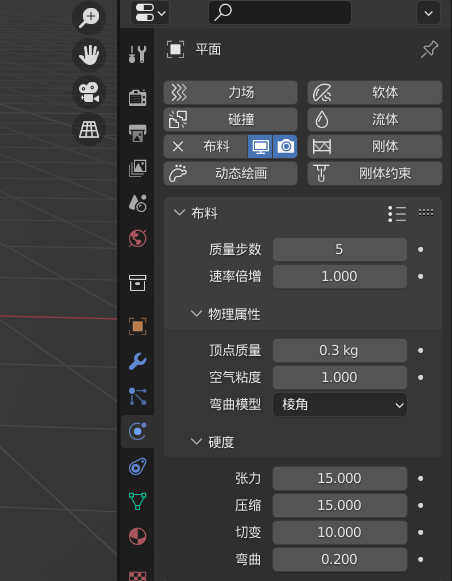 平面
力场 软体
碰撞 流体
布料 刚体
动态绘画 刚体约束
布料
质量步数 5
速率倍增 1.000
物理属性
顶点质量 0.3 kg
空气粘度 1.000
弯曲模型 棱角
硬度
张力 15.000
压缩 15.000
切变 10.000
弯曲 0.200